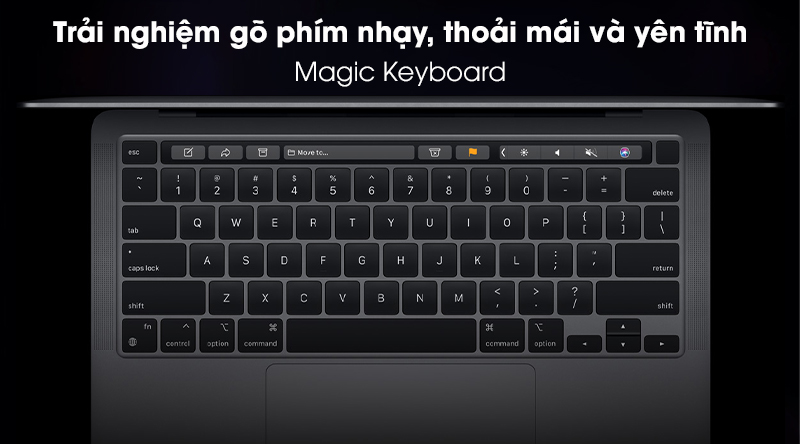 Trải nghiệm gõ phím nhạy, thoải mái và yên tĩnh
Magic Keyboard
esc Move to...
~ ! @ # $ % ^ & * ( ) _ +
` 1 2 3 4 5 6 7 8 9 0 - = delete
tab Q W E R T Y U I O P { } |
[ ] \
caps lock A S D F G H J K L : "
; ' return
shift Z X C V B N M < > ?
, . / shift
fn control option command command option